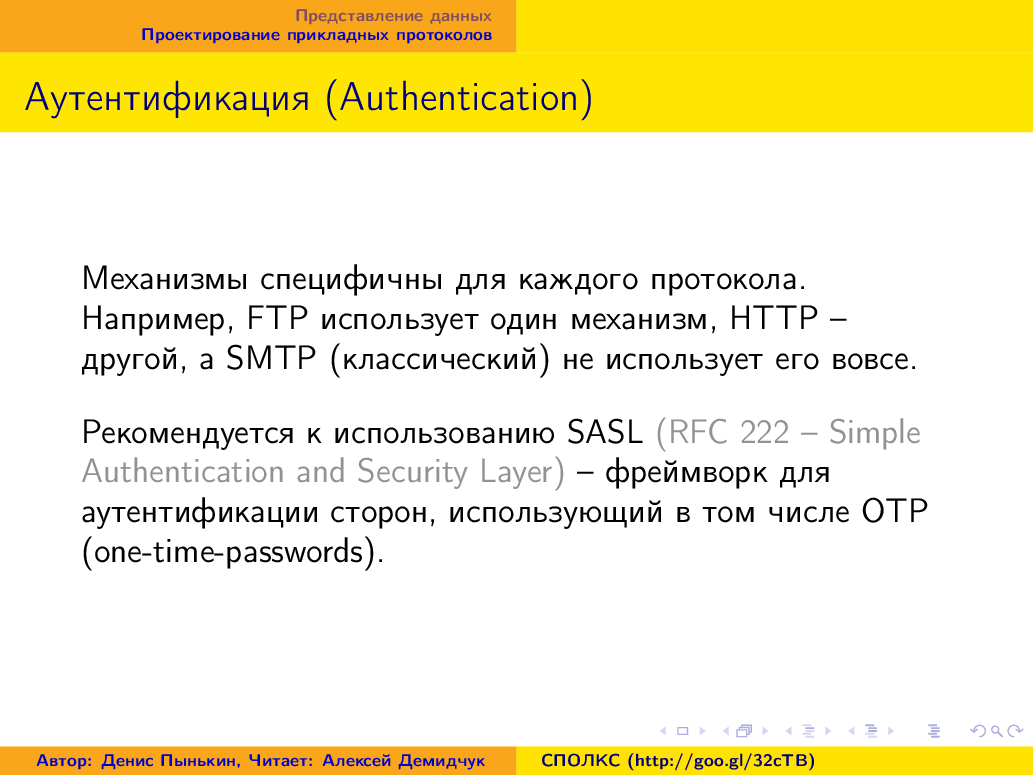 Представление данных
Проектирование прикладных протоколов
Аутентификация (Authentication)
Механизмы специфичны для каждого протокола.
Например, FTP использует один механизм, HTTP –
другой, а SMTP (классический) не использует его вовсе.
Рекомендуется к использованию SASL (RFC 222 – Simple
Authentication and Security Layer) – фреймворк для
аутентификации сторон, использующий в том числе OTP
(one-time-passwords).
Автор: Денис Пынькин, Читает: Алексей Демидчук
СПОЛКС (http://goo.gl/32cTB)